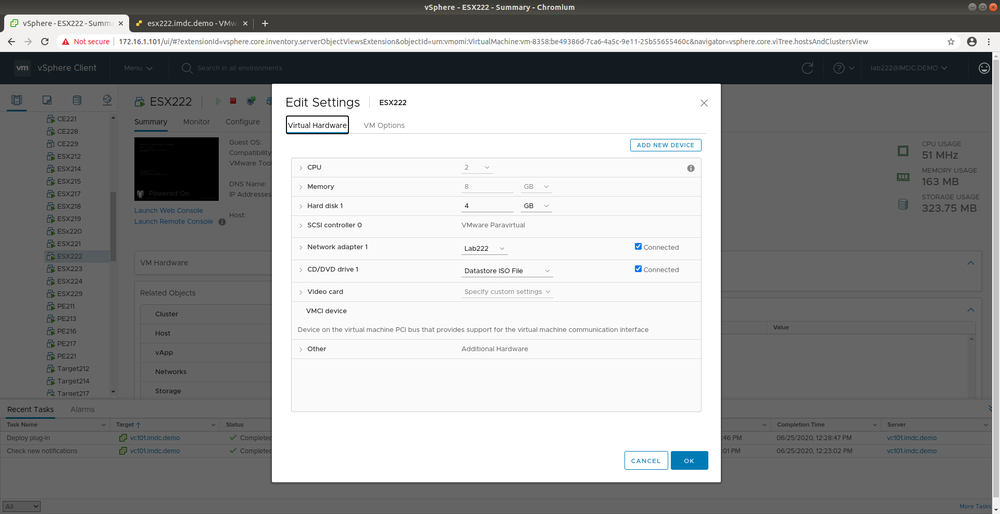 vSphere - ESX222 - Summary - Chromium
vSphere - ESX222 - Summa
esx222.imdc.demo - VMw
Not secure
172.16.1.101/ui/#?extensionId=vsphere.core.inventory.serverObjectViewsExtension&objectId=urn:vmomi:VirtualMachine:vm-8358:be49386d-7ca6-4a5c-9e11-25b55655460c&navigator=vsphere.core.viTree.hostsAndClustersView
vm
vSphere Client
Menu
Search in all environments
lab222@IMDC.DEMO
CE221
CE228
CE229
ESX212
ESX214
ESX215
ESX217
ESX218
ESX219
ESx220
ESX221
ESX222
ESX223
ESX224
ESX229
PE211
PE213
PE216
PE217
PE221
Target212
Target214
Target217
ESX222
Summary
Monitor
Configure
Powered On
Launch Web Console
Launch Remote Console
Guest OS:
Compatibility
VMware Tool
DNS Name:
IP Addresses
Host:
VM Hardware
Related Objects
Cluster
Host
vApp
Networks
Storage
Edit Settings
ESX222
Virtual Hardware
VM Options
ADD NEW DEVICE
CPU 2
Memory 8 GB
Hard disk 1 4 GB
SCSI controller 0 VMware Paravirtual
Network adapter 1 Lab222 Connected
CD/DVD drive 1 Datastore ISO File Connected
Video card Specify custom settings
VMCI device
Device on the virtual machine PCI bus that provides support for the virtual machine communication interface
Other Additional Hardware
CANCEL
OK
CPU USAGE
51 MHz
MEMORY USAGE
163 MB
STORAGE USAGE
323.75 MB
Value
Recent Tasks
Alarms
Task Name Target Status Completion Time Server
Deploy plug-in vc101.imdc.demo Completed :46 PM 06/25/2020, 12:28:47 PM vc101.imdc.demo
Check new notifications vc101.imdc.demo Completed :01 PM 06/25/2020, 12:23:02 PM vc101.imdc.demo
All
More Tasks